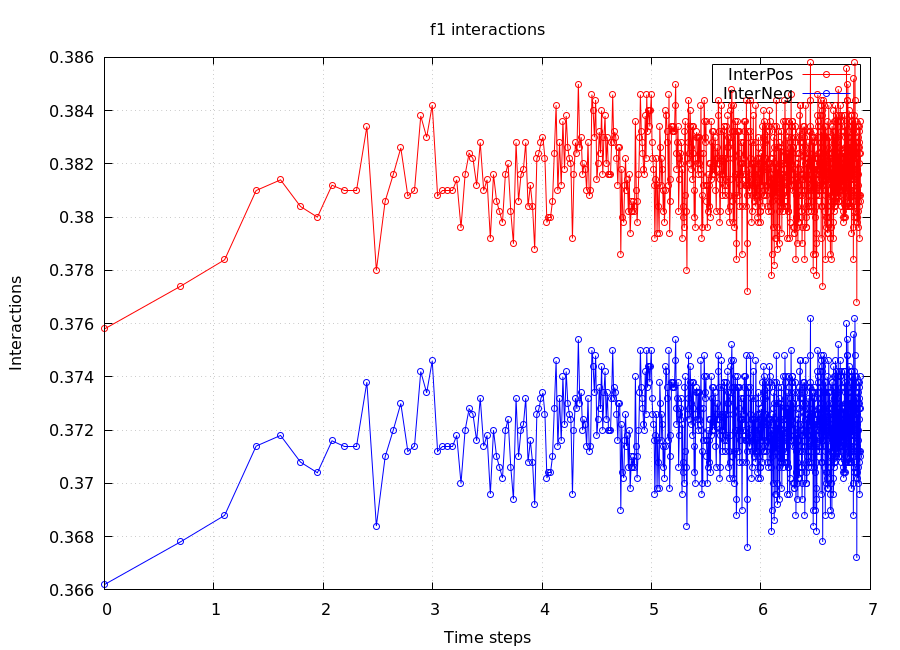 f1 interactions
0.386
0.384
0.382
0.38
0.378
0.376
0.374
0.372
0.37
0.368
0.366
Interactions
InterPos
InterNeg
0 1 2 3 4 5 6 7
Time steps